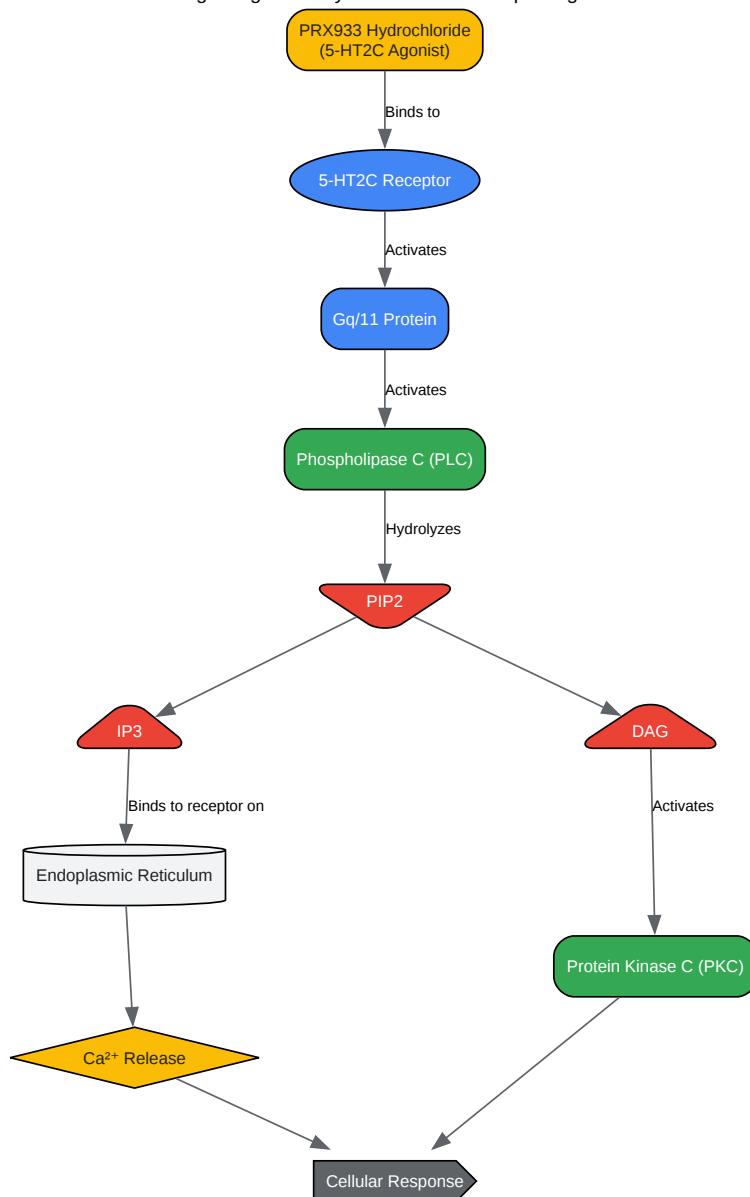 PRX933 Hydrochloride
(5-HT2C Agonist)
Binds to
5-HT2C Receptor
Activates
Gq/11 Protein
Activates
Phospholipase C (PLC)
Hydrolyzes
PIP2
IP3
DAG
Binds to receptor on
Activates
Endoplasmic Reticulum
Protein Kinase C (PKC)
Ca²⁺ Release
Cellular Response